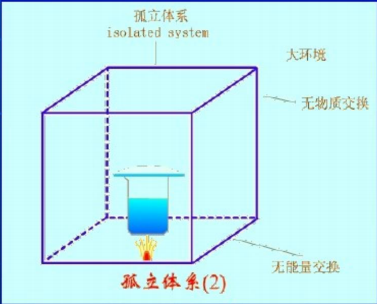 孤立体系
isolated system
大环境
无物质交换
无能量交换
孤立体系(2)